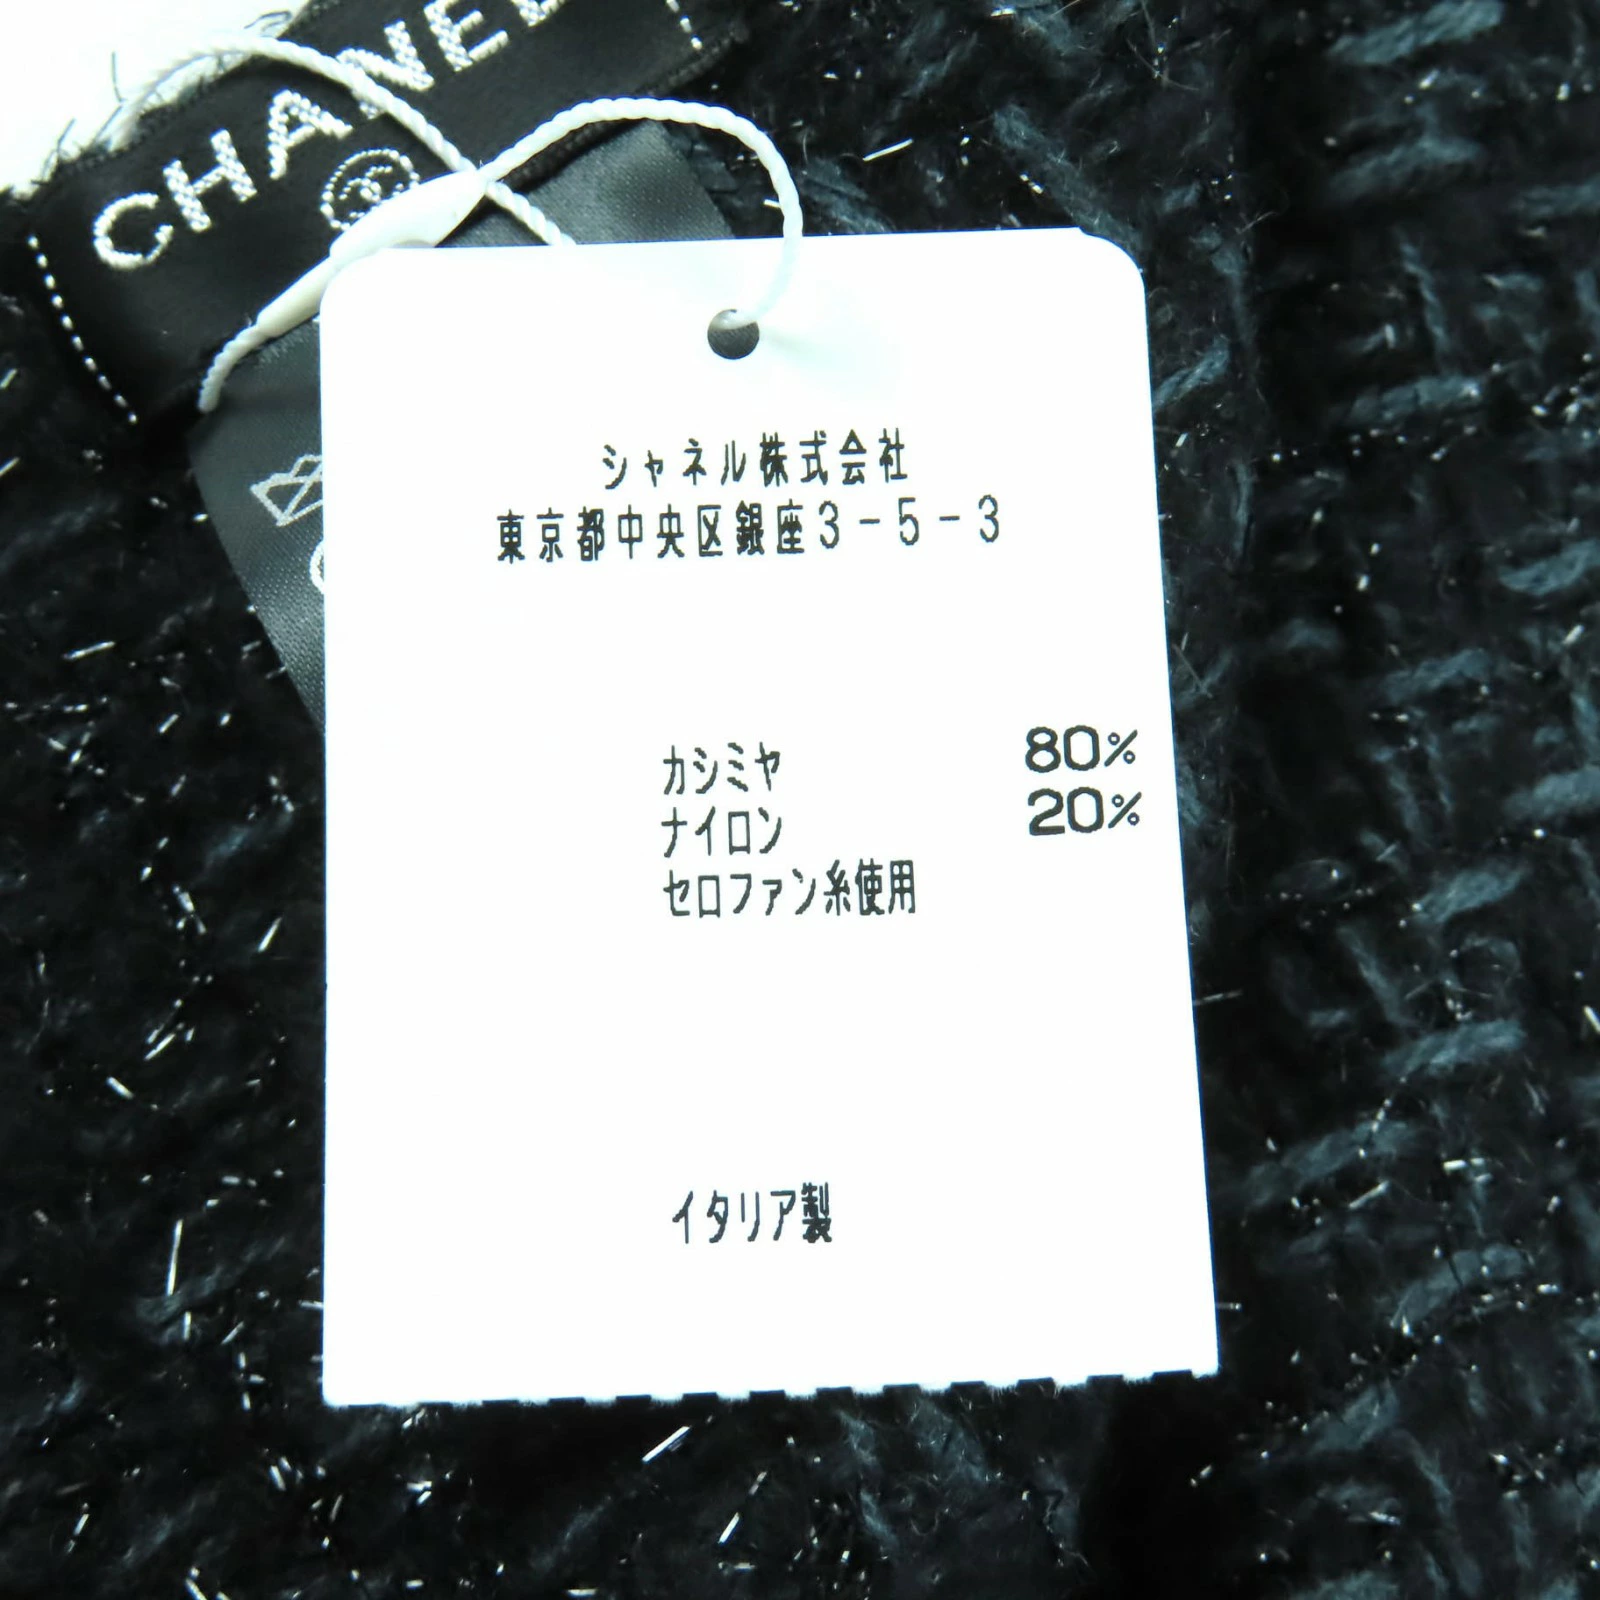 CHANEL
シャネル株式会社
東京都中央区銀座3-5-3
カシミヤ 80%
ナイロン 20%
セロファン糸使用
イタリア製